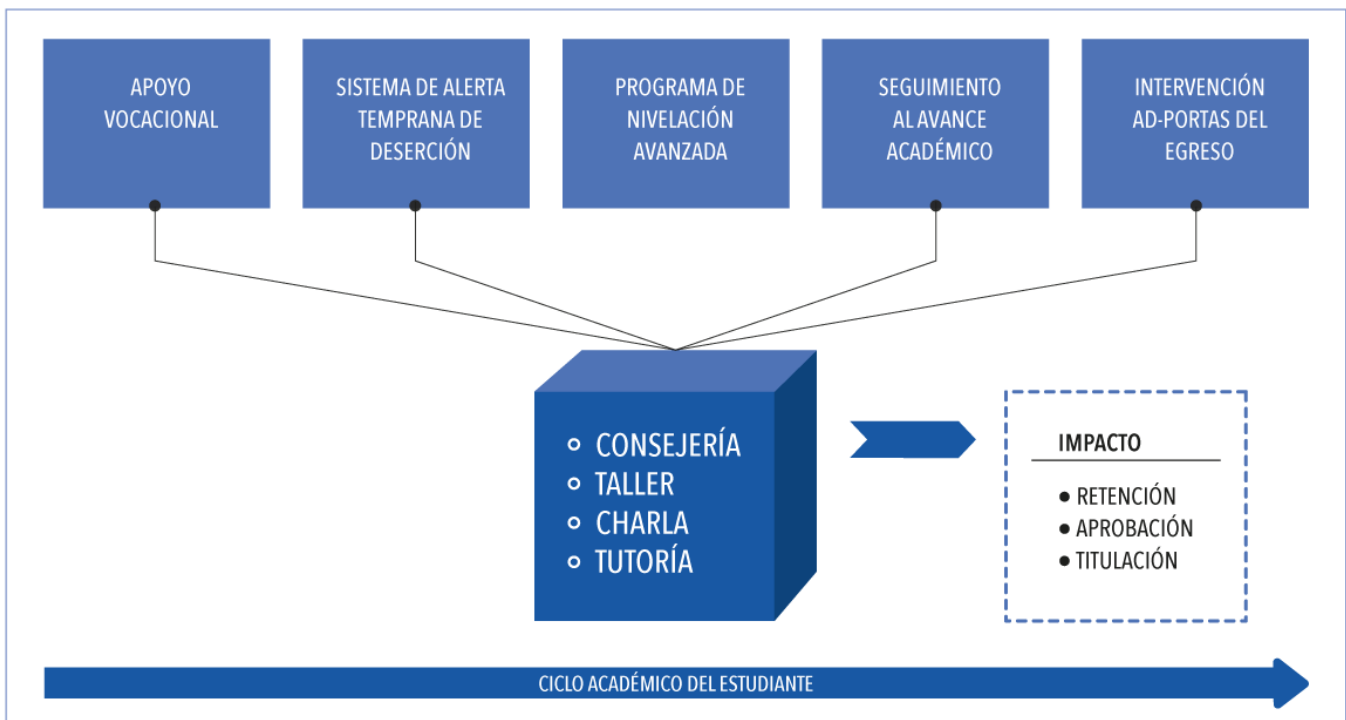 APOYO
VOCACIONAL
SISTEMA DE ALERTA
TEMPRANA DE
DESERCIÓN
PROGRAMA DE
NIVELACIÓN
AVANZADA
SEGUIMIENTO
AL AVANCE
ACADÉMICO
INTERVENCIÓN
AD-PORTAS DEL
EGRESO
CONSEJERÍA
TALLER
CHARLA
TUTORÍA
IMPACTO
RETENCIÓN
APROBACIÓN
TITULACIÓN
CICLO ACADÉMICO DEL ESTUDIANTE